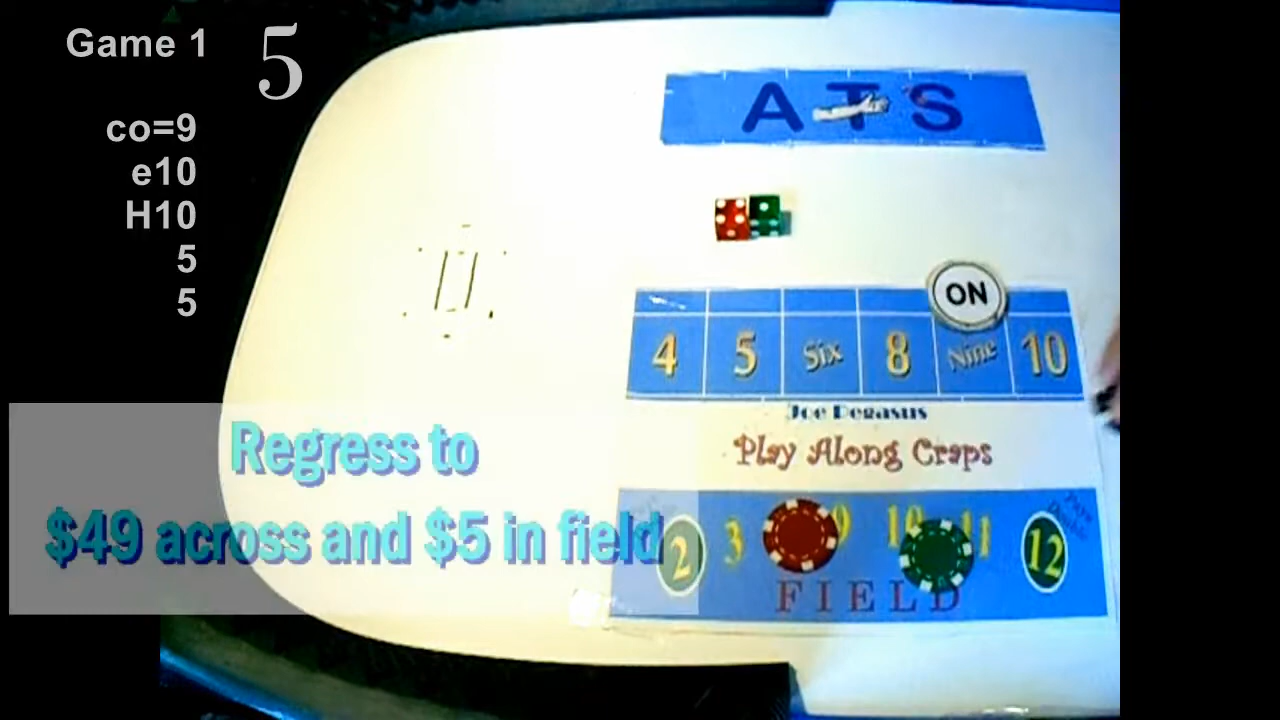 Game 1
5
co=9
e10
H10
5
5
A T S
ON
4 5 Six 8 Nine 10
Joe Pegasus
Play Along Craps
Regress to
$49 across and $5 in field
2 3 9 10 11 12
FIELD